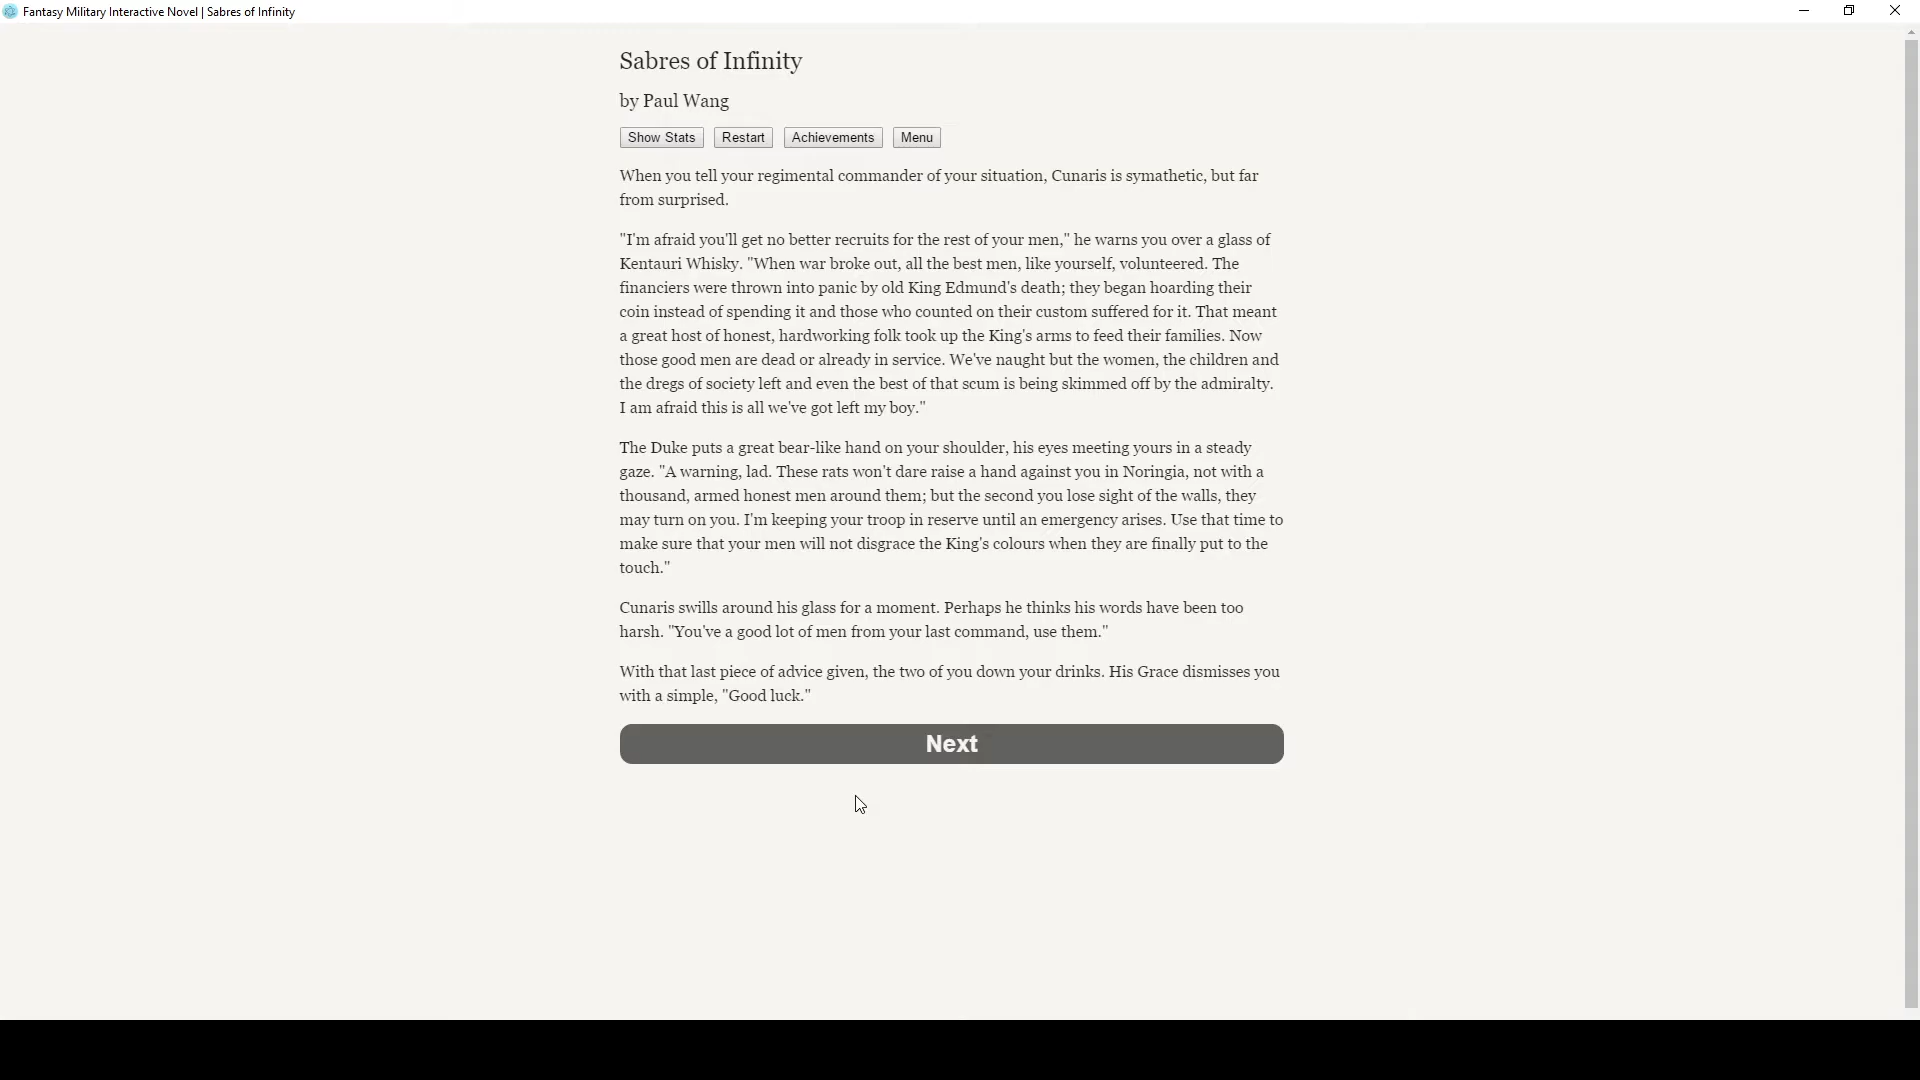 Fantasy Military Interactive Novel | Sabres of Infinity
Sabres of Infinity
by Paul Wang
Show Stats Restart Achievements Menu
When you tell your regimental commander of your situation, Cunaris is symathetic, but far
from surprised.
"I'm afraid you'll get no better recruits for the rest of your men," he warns you over a glass of
Kentauri Whisky. "When war broke out, all the best men, like yourself, volunteered. The
financiers were thrown into panic by old King Edmund's death; they began hoarding their
coin instead of spending it and those who counted on their custom suffered for it. That meant
a great host of honest, hardworking folk took up the King's arms to feed their families. Now
those good men are dead or already in service. We've naught but the women, the children and
the dregs of society left and even the best of that scum is being skimmed off by the admiralty.
I am afraid this is all we've got left my boy."
The Duke puts a great bear-like hand on your shoulder, his eyes meeting yours in a steady
gaze. "A warning, lad. These rats won't dare raise a hand against you in Noringia, not with a
thousand, armed honest men around them; but the second you lose sight of the walls, they
may turn on you. I'm keeping your troop in reserve until an emergency arises. Use that time to
make sure that your men will not disgrace the King's colours when they are finally put to the
touch."
Cunaris swills around his glass for a moment. Perhaps he thinks his words have been too
harsh. "You've a good lot of men from your last command, use them."
With that last piece of advice given, the two of you down your drinks. His Grace dismisses you
with a simple, "Good luck."
Next